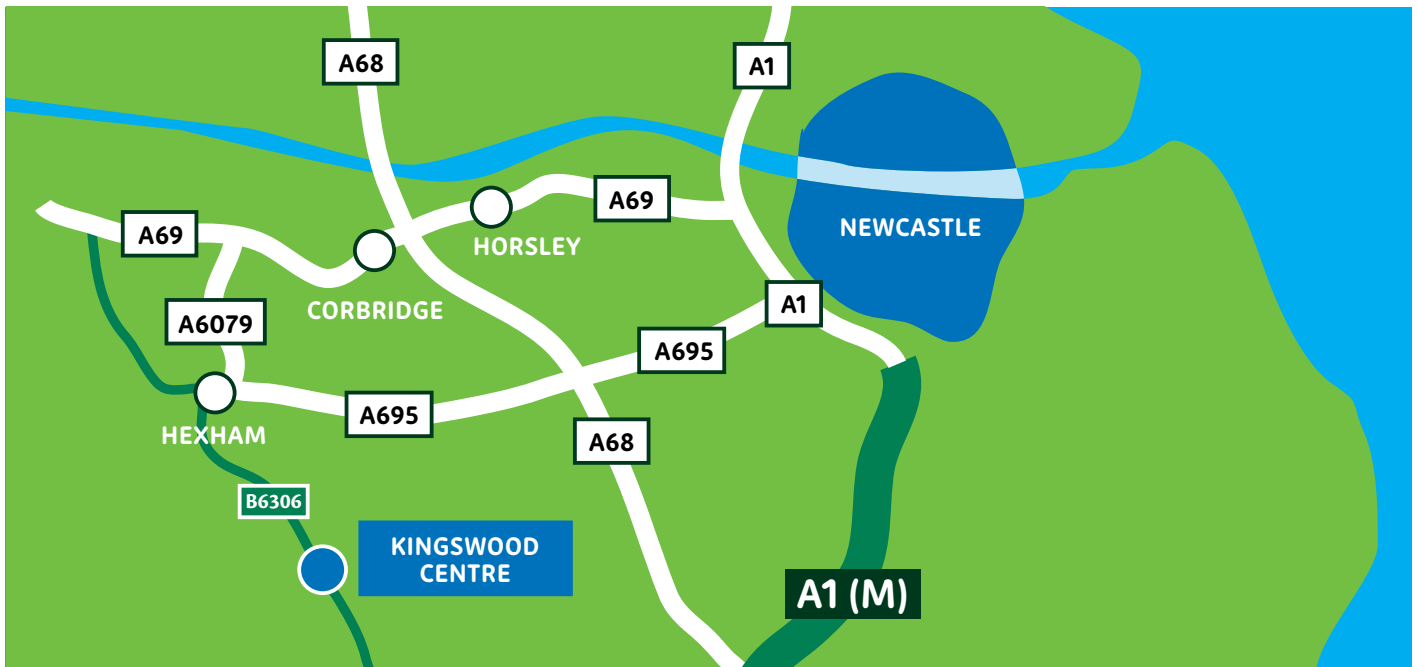 A68
A1
A69
A69
NEWCASTLE
HORSLEY
CORBRIDGE
A6079
A1
A695
A695
HEXHAM
A68
B6306
KINGSWOOD
CENTRE
A1 (M)